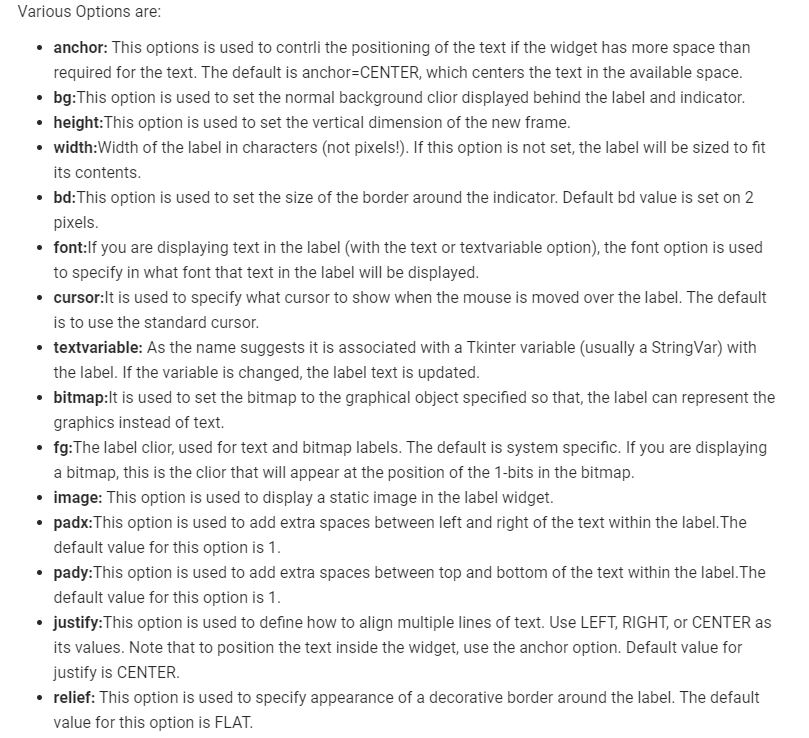 Various Options are:
anchor: This options is used to contrli the positioning of the text if the widget has more space than
required for the text. The default is anchor=CENTER, which centers the text in the available space.
bg:This option is used to set the normal background clior displayed behind the label and indicator.
height:This option is used to set the vertical dimension of the new frame.
width:Width of the label in characters (not pixels!). If this option is not set, the label will be sized to fit
its contents.
bd:This option is used to set the size of the border around the indicator. Default bd value is set on 2
pixels.
font:If you are displaying text in the label (with the text or textvariable option), the font option is used
to specify in what font that text in the label will be displayed.
cursor:It is used to specify what cursor to show when the mouse is moved over the label. The default
is to use the standard cursor.
textvariable: As the name suggests it is associated with a Tkinter variable (usually a StringVar) with
the label. If the variable is changed, the label text is updated.
bitmap:It is used to set the bitmap to the graphical object specified so that, the label can represent the
graphics instead of text.
fg:The label clior, used for text and bitmap labels. The default is system specific. If you are displaying
a bitmap, this is the clior that will appear at the position of the 1-bits in the bitmap.
image: This option is used to display a static image in the label widget.
padx:This option is used to add extra spaces between left and right of the text within the label.The
default value for this option is 1.
pady:This option is used to add extra spaces between top and bottom of the text within the label.The
default value for this option is 1.
justify:This option is used to define how to align multiple lines of text. Use LEFT, RIGHT, or CENTER as
its values. Note that to position the text inside the widget, use the anchor option. Default value for
justify is CENTER.
relief: This option is used to specify appearance of a decorative border around the label. The default
value for this option is FLAT.